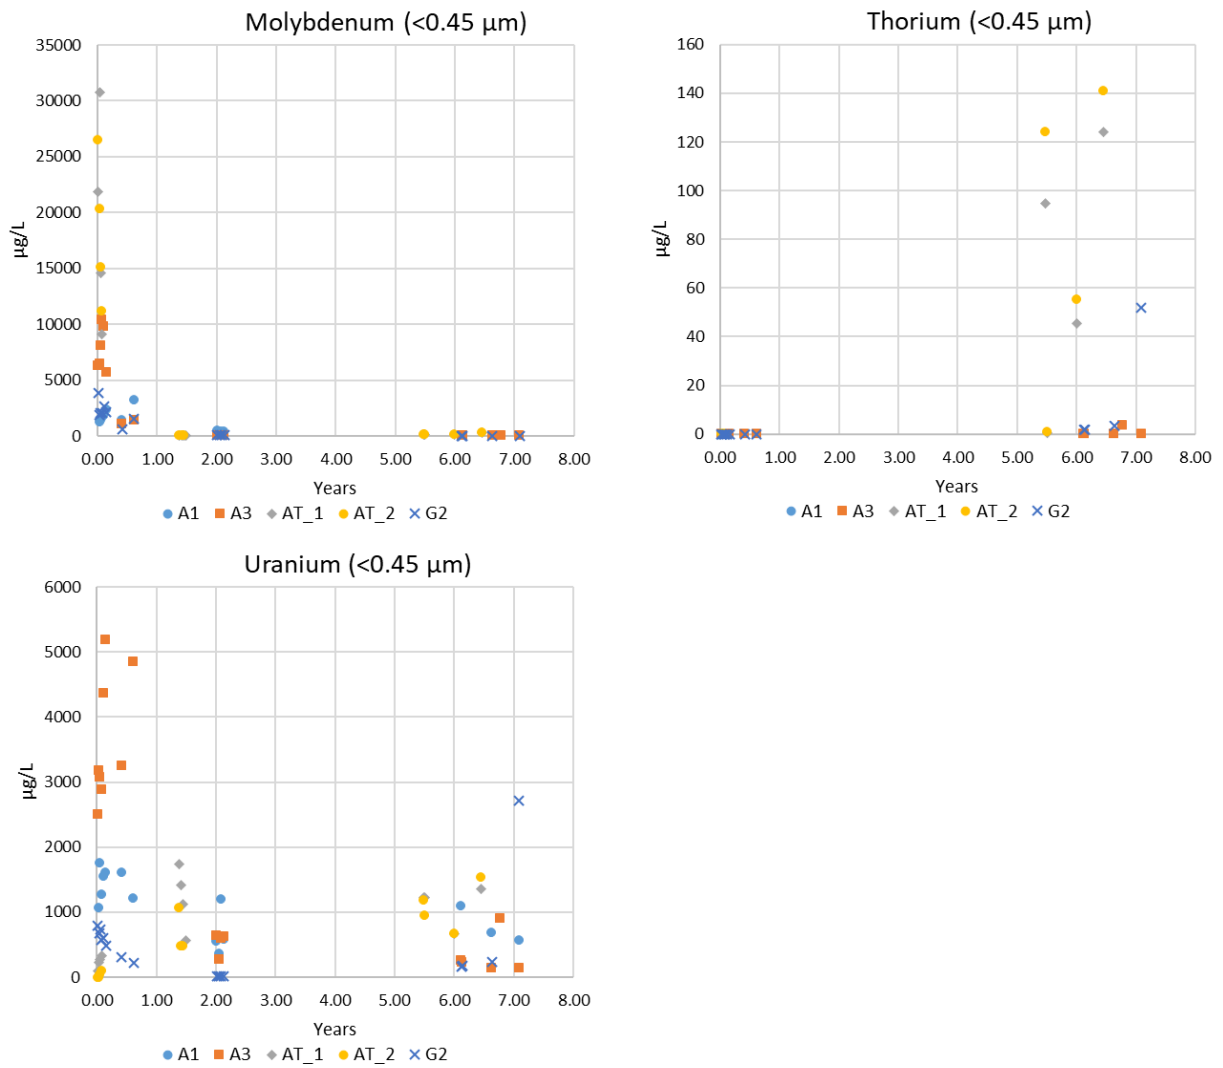 Molybdenum (<0.45 µm)
35000
30000
25000
20000
15000
10000
5000
0
µg/L
0.00 1.00 2.00 3.00 4.00 5.00 6.00 7.00 8.00
Years
A1 A3 AT_1 AT_2 G2
Thorium (<0.45 µm)
160
140
120
100
80
60
40
20
0
µg/L
0.00 1.00 2.00 3.00 4.00 5.00 6.00 7.00 8.00
Years
A1 A3 AT_1 AT_2 G2
Uranium (<0.45 µm)
6000
5000
4000
3000
2000
1000
0
µg/L
0.00 1.00 2.00 3.00 4.00 5.00 6.00 7.00 8.00
Years
A1 A3 AT_1 AT_2 G2